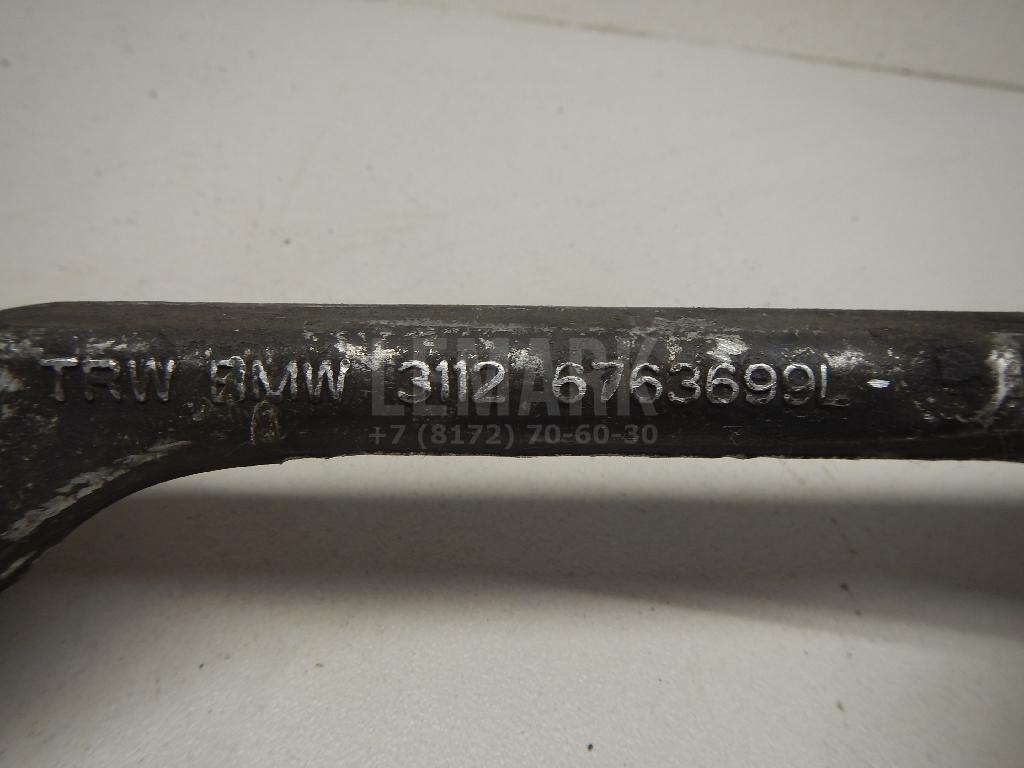 TRW BMW 3112 6763699L -
LEMARK
+7 (8172) 70-60-30